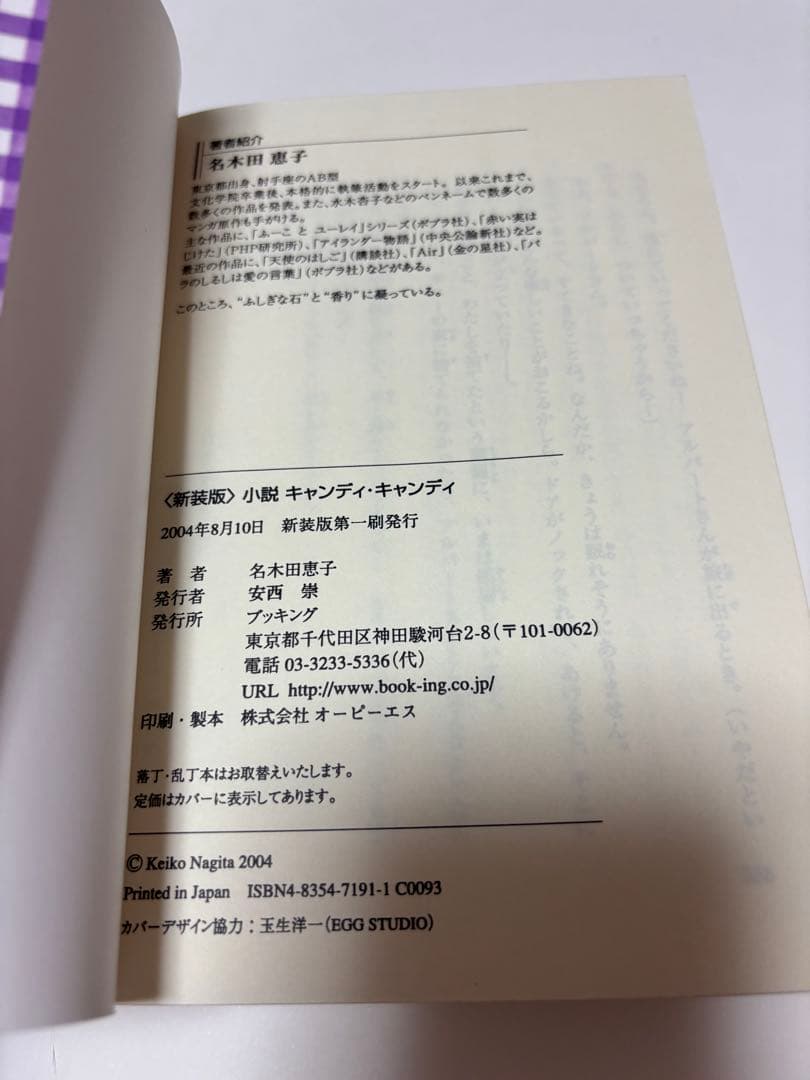 著者紹介
名木田 恵子
東京都出身、射手座のAB型
文化学院卒業後、本格的に執筆活動をスタート。以来これまで、
数多くの作品を発表。また、水木杏子などのペンネームで数多くの
マンガ原作も手がける。
主な作品に、「ふーこ と ユーレイ」シリーズ(ポプラ社)、「赤い実は
じけた」(PHP研究所)、「アイランダー物語」(中央公論新社)など。
最近の作品に、「天使のはしご」(講談社)、「Air」(金の星社)、「バ
ラのしるしは愛の言葉」(ポプラ社)などがある。
このところ、“ふしぎな石”と“香り”に凝っている。
〈新装版〉小説 キャンディ・キャンディ
2004年8月10日 新装版第一刷発行
著 者 名木田恵子
発行者 安西 崇
発行所 ブッキング
東京都千代田区神田駿河台2-8(〒101-0062)
電話 03-3233-5336(代)
URL http://www.book-ing.co.jp/
印刷・製本 株式会社 オーピーエス
落丁・乱丁本はお取替えいたします。
定価はカバーに表示してあります。
© Keiko Nagita 2004
Printed in Japan ISBN4-8354-7191-1 C0093
カバーデザイン協力:玉生洋一(EGG STUDIO)